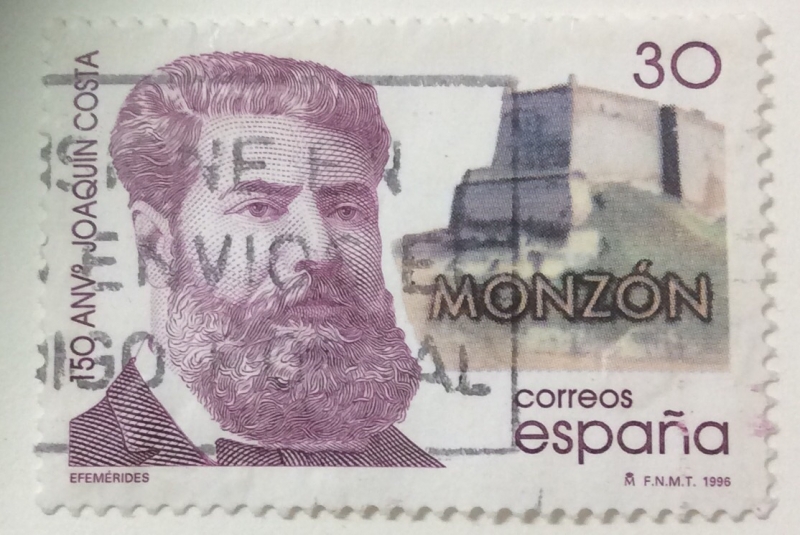 150 ANVº JOAQUÍN COSTA
30
MONZÓN
correos
españa
EFEMÉRIDES
F.N.M.T. 1996